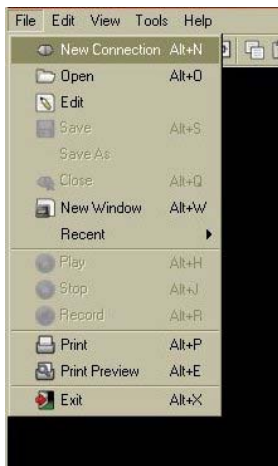 File Edit View Tools Help
New Connection Alt+N
Open Alt+O
Edit
Save Alt+S
Save As
Close Alt+Q
New Window Alt+W
Recent
Play Alt+H
Stop Alt+J
Record Alt+R
Print Alt+P
Print Preview Alt+E
Exit Alt+X